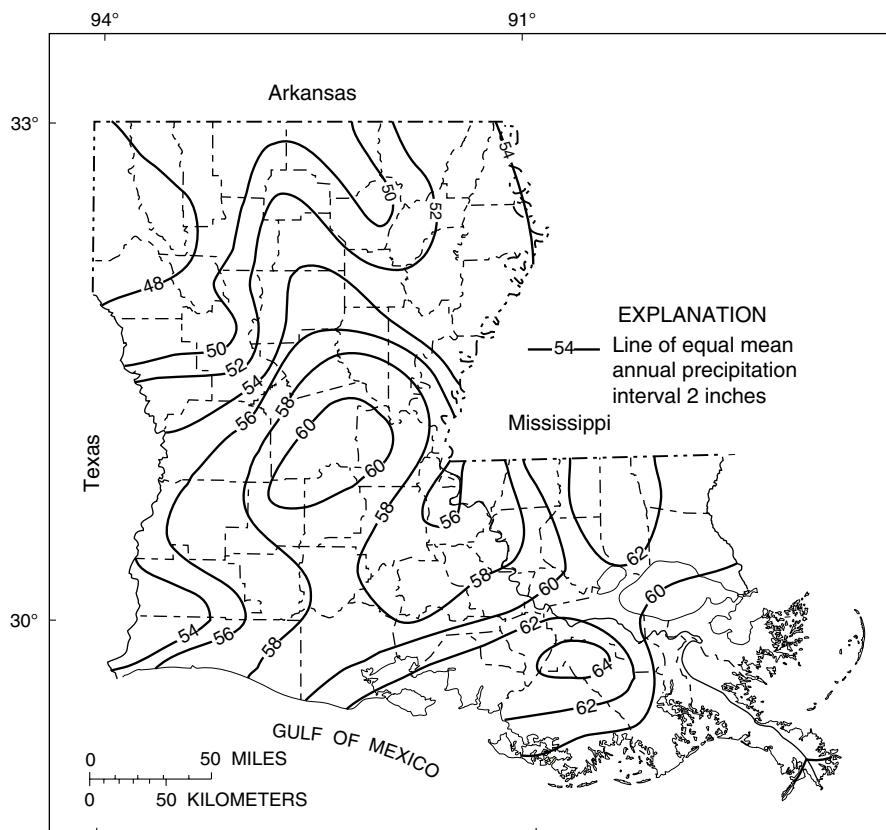 94° 91°
33°
Arkansas
54
50
52
48
50
52
54
56
58
60
60
58
56
58
60
62
60
62
64
62
54
56
58
EXPLANATION
54 Line of equal mean
annual precipitation
interval 2 inches
Mississippi
Texas
30°
GULF OF MEXICO
0 50 MILES
0 50 KILOMETERS